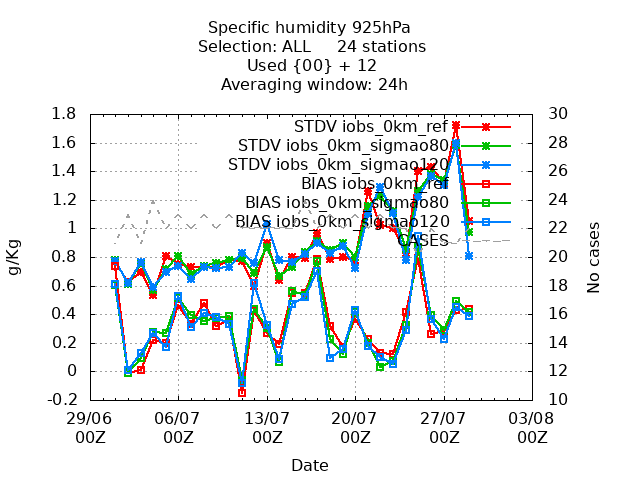 Specific humidity 925hPa
Selection: ALL 24 stations
Used {00} + 12
Averaging window: 24h
1.8
1.6
1.4
1.2
1
0.8
0.6
0.4
0.2
0
-0.2
g/Kg
30
28
26
24
22
20
18
16
14
12
10
No cases
STDV iobs_0km_ref
STDV iobs_0km_sigmao80
STDV iobs_0km_sigmao120
BIAS iobs_0km_ref
BIAS iobs_0km_sigmao80
BIAS iobs_0km_sigmao120
CASES
29/06 06/07 13/07 20/07 27/07 03/08
00Z 00Z 00Z 00Z 00Z 00Z
Date